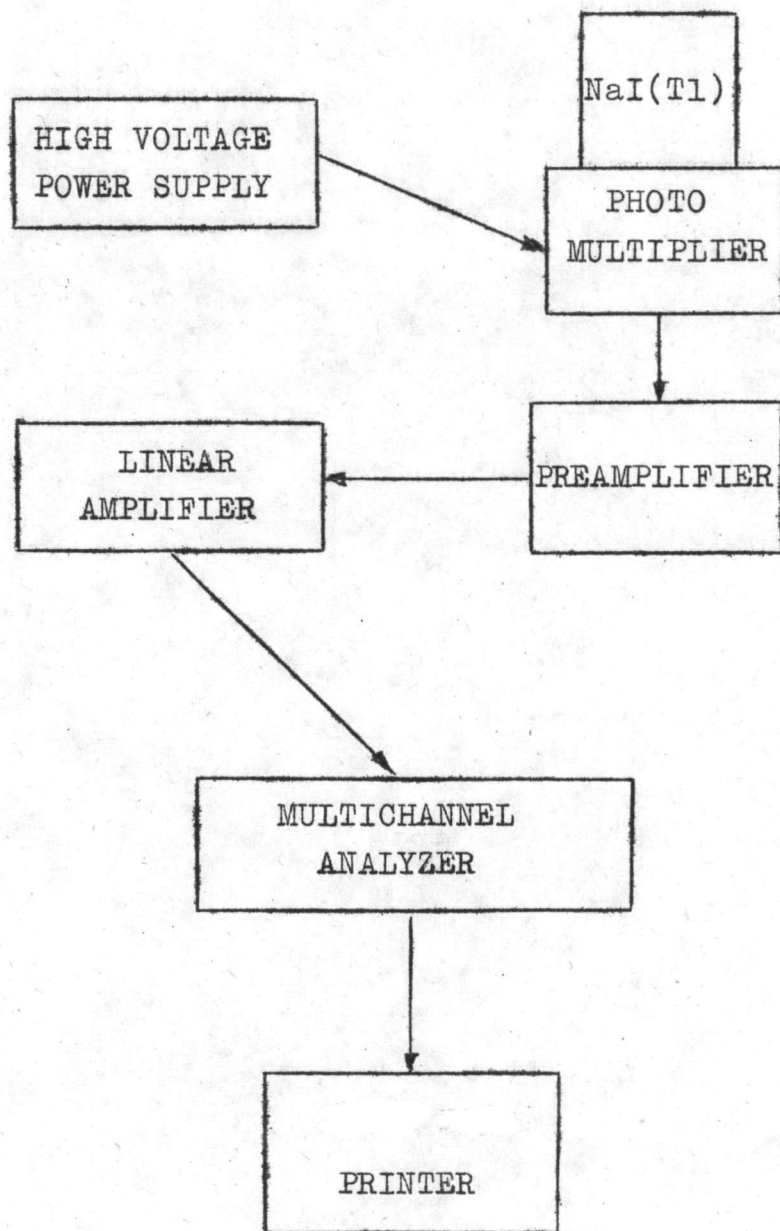 NaI(Tl)
HIGH VOLTAGE
POWER SUPPLY
PHOTO
MULTIPLIER
PREAMPLIFIER
LINEAR
AMPLIFIER
MULTICHANNEL
ANALYZER
PRINTER